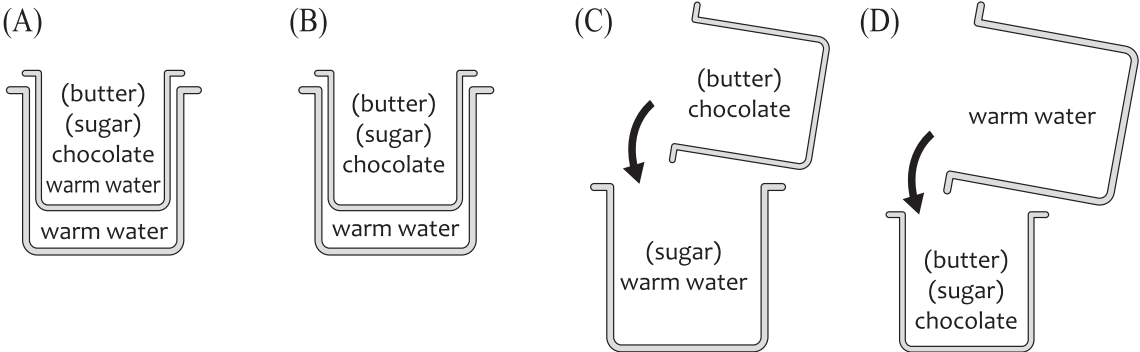 (A)
(butter)
(sugar)
chocolate
warm water
warm water
(B)
(butter)
(sugar)
chocolate
warm water
(C)
(butter)
chocolate
(sugar)
warm water
(D)
warm water
(butter)
(sugar)
chocolate